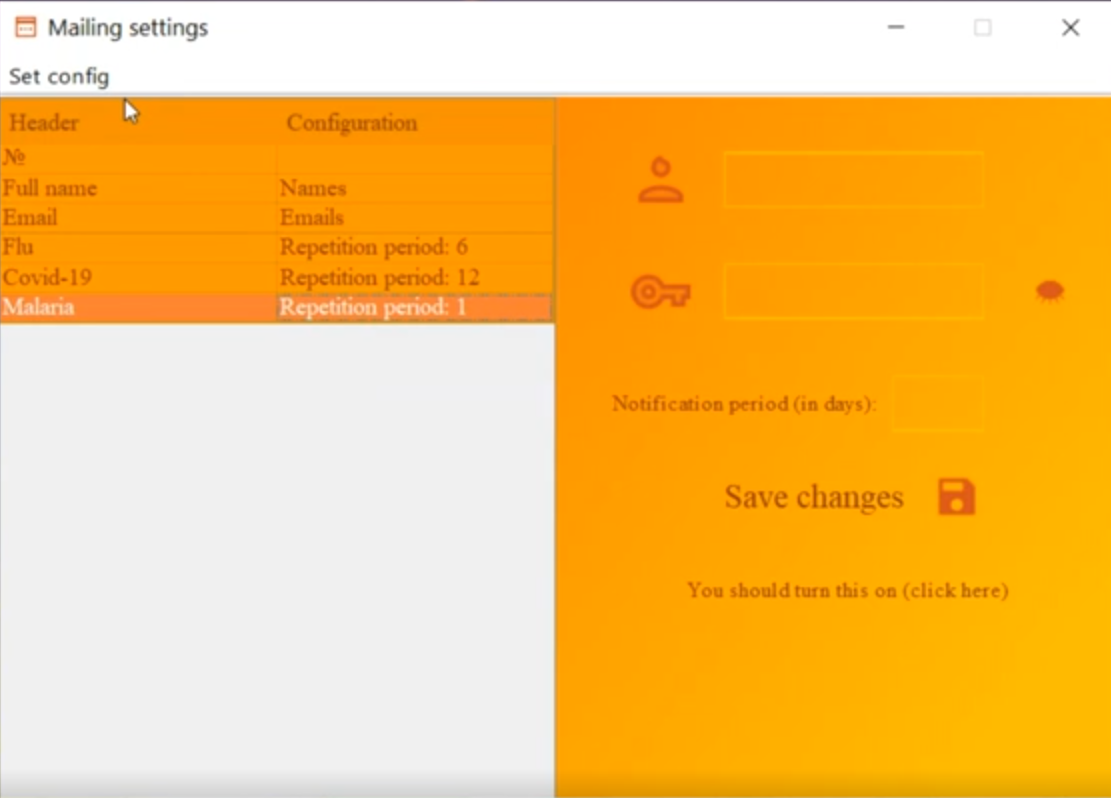 Mailing settings
Set config
Header Configuration
№
Full name Names
Email Emails
Flu Repetition period: 6
Covid-19 Repetition period: 12
Malaria Repetition period: 1
Notification period (in days):
Save changes
You should turn this on (click here)